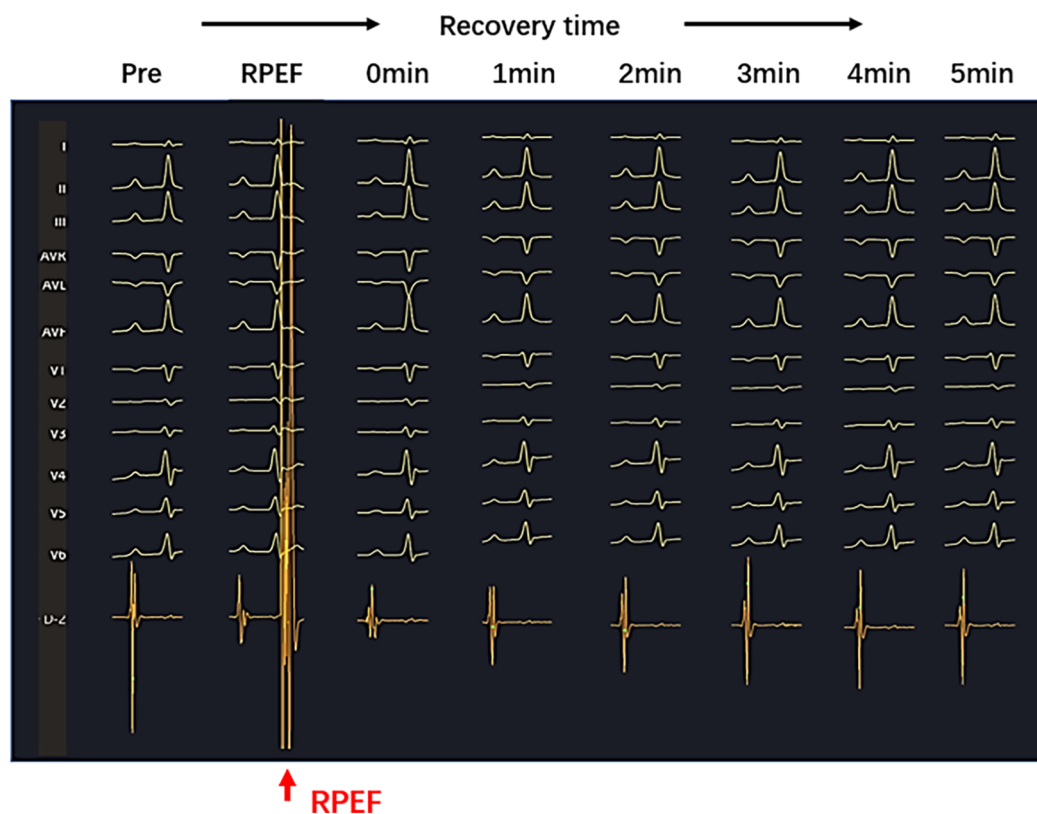 Recovery time
Pre RPEF 0min 1min 2min 3min 4min 5min
I
II
III
AVR
AVL
AVF
V1
V2
V3
V4
V5
V6
D-2
RPEF